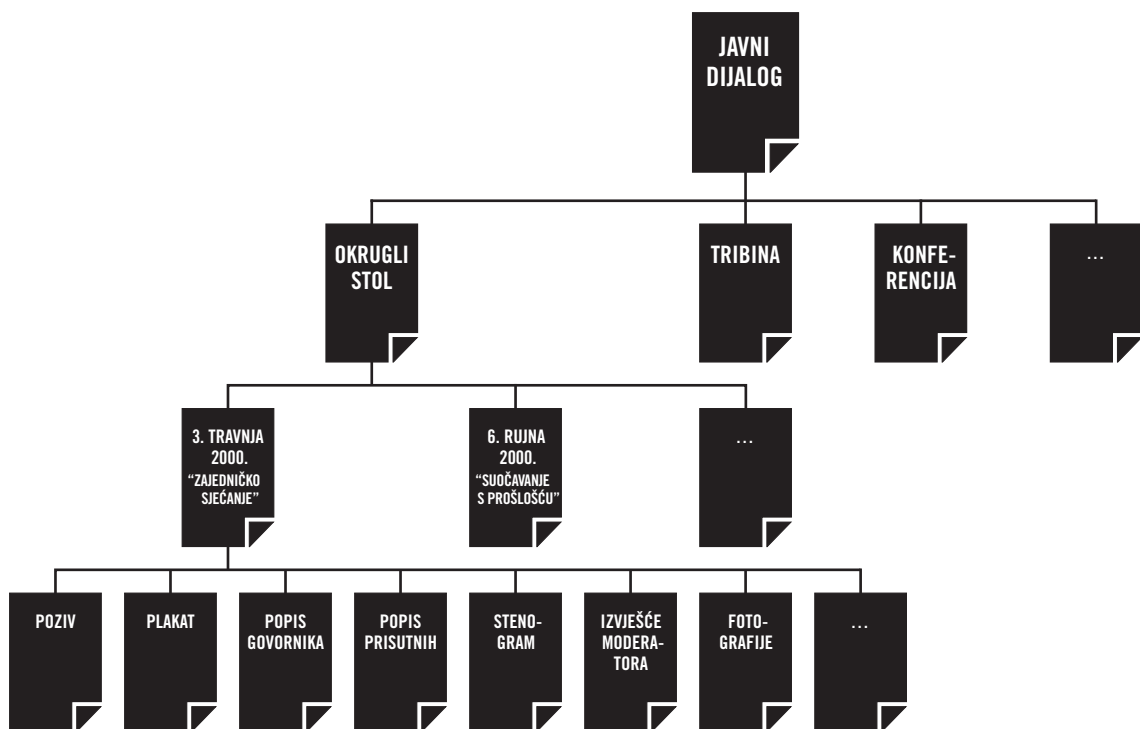 JAVNI
DIJALOG
OKRUGLI
STOL
TRIBINA
KONFE-
RENCIJA
...
3. TRAVNJA
2000.
“ZAJEDNIČKO
SJEĆANJE”
6. RUJNA
2000.
“SUOČAVANJE
S PROŠLOŠĆU”
...
POZIV
PLAKAT
POPIS
GOVORNIKA
POPIS
PRISUTNIH
STENO-
GRAM
IZVJEŠĆE
MODERA-
TORA
FOTO-
GRAFIJE
...